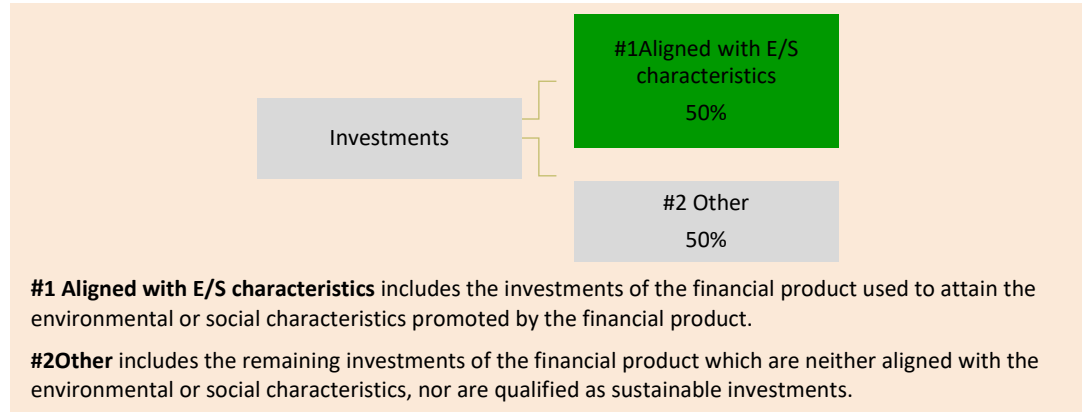 #1Aligned with E/S
characteristics
50%
Investments
#2 Other
50%
#1 Aligned with E/S characteristics includes the investments of the financial product used to attain the
environmental or social characteristics promoted by the financial product.
#2Other includes the remaining investments of the financial product which are neither aligned with the
environmental or social characteristics, nor are qualified as sustainable investments.